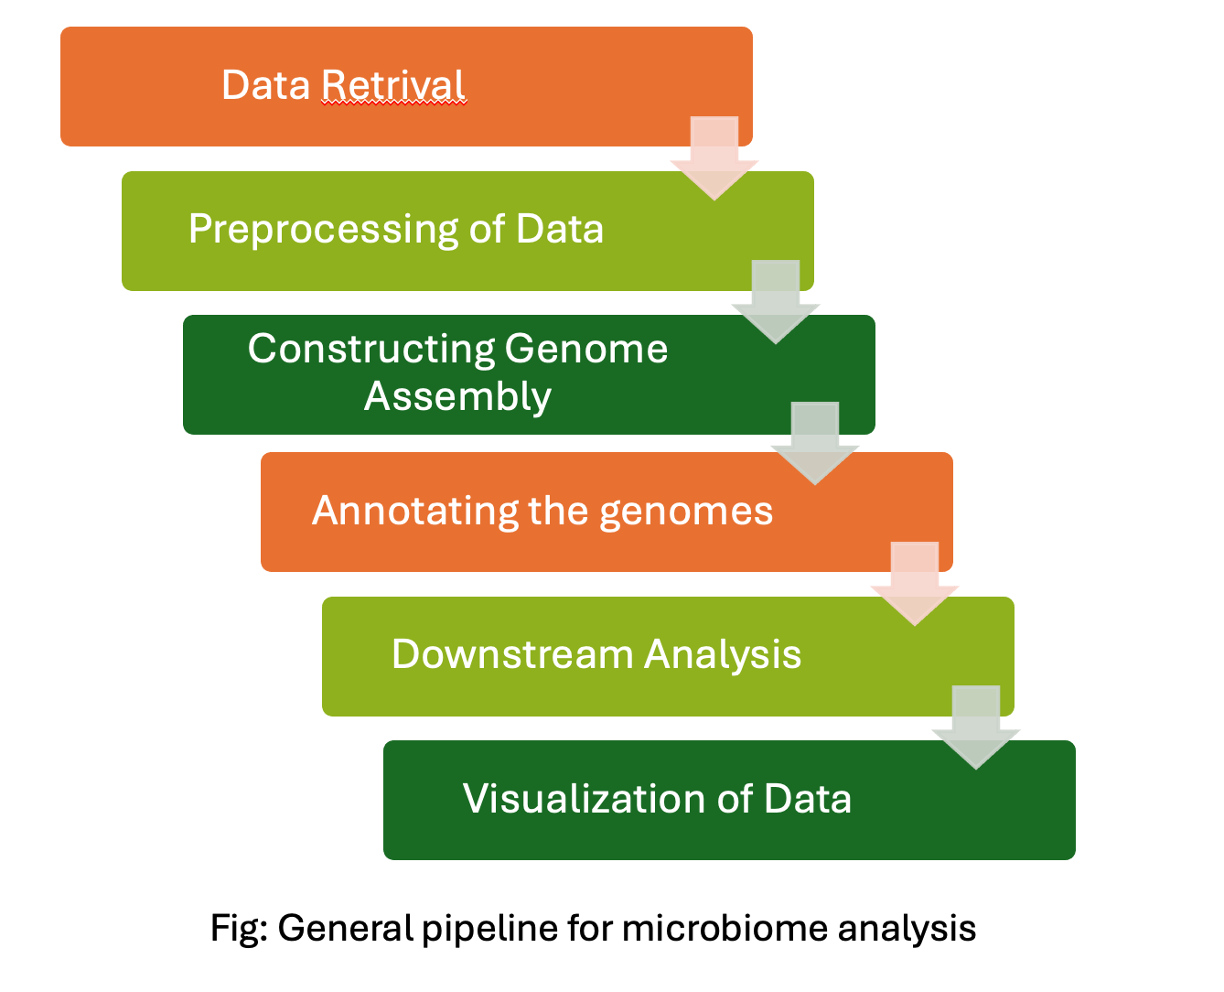 Data Retrival
Preprocessing of Data
Constructing Genome
Assembly
Annotating the genomes
Downstream Analysis
Visualization of Data
Fig: General pipeline for microbiome analysis